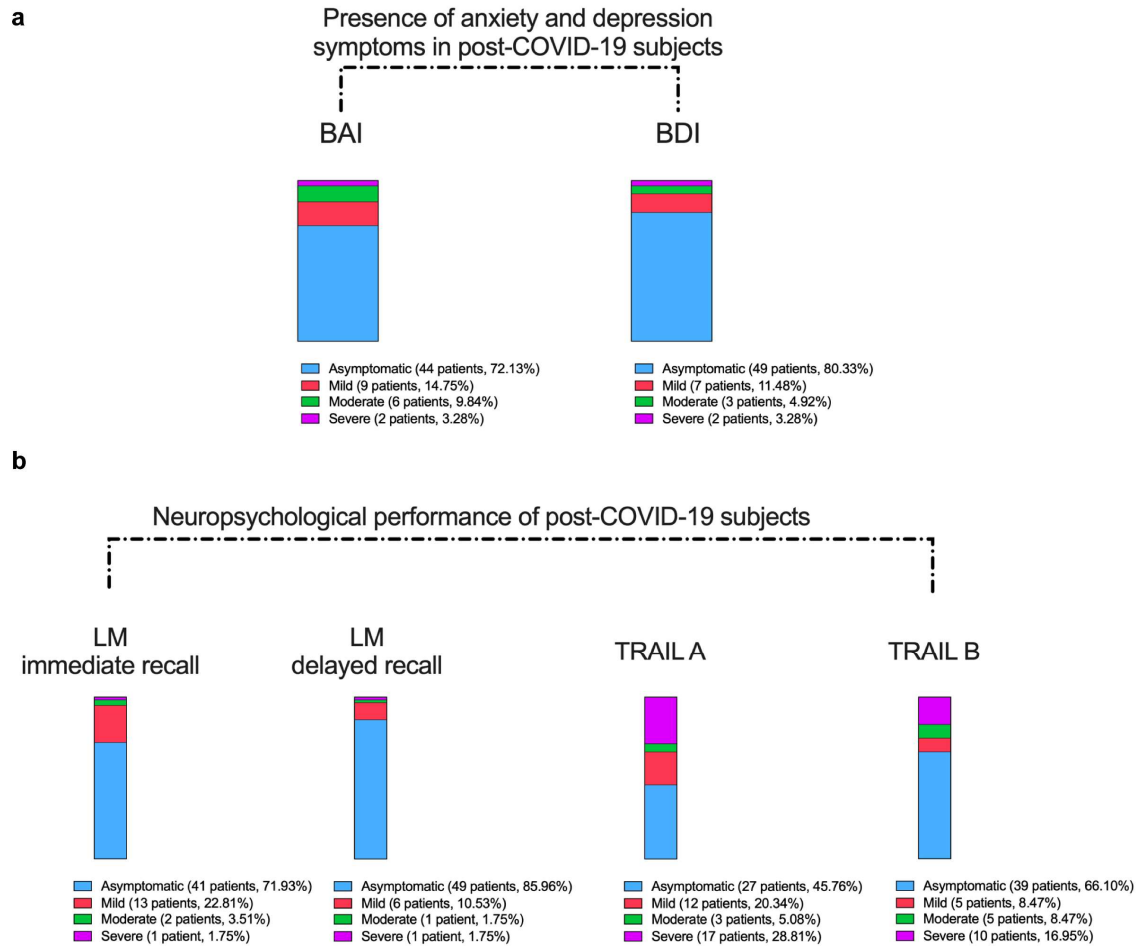 a
Presence of anxiety and depression
symptoms in post-COVID-19 subjects
BAI
BDI
Asymptomatic (44 patients, 72.13%)
Mild (9 patients, 14.75%)
Moderate (6 patients, 9.84%)
Severe (2 patients, 3.28%)
Asymptomatic (49 patients, 80.33%)
Mild (7 patients, 11.48%)
Moderate (3 patients, 4.92%)
Severe (2 patients, 3.28%)
b
Neuropsychological performance of post-COVID-19 subjects
LM
immediate recall
LM
delayed recall
TRAIL A
TRAIL B
Asymptomatic (41 patients, 71.93%)
Mild (13 patients, 22.81%)
Moderate (2 patients, 3.51%)
Severe (1 patient, 1.75%)
Asymptomatic (49 patients, 85.96%)
Mild (6 patients, 10.53%)
Moderate (1 patient, 1.75%)
Severe (1 patient, 1.75%)
Asymptomatic (27 patients, 45.76%)
Mild (12 patients, 20.34%)
Moderate (3 patients, 5.08%)
Severe (17 patients, 28.81%)
Asymptomatic (39 patients, 66.10%)
Mild (5 patients, 8.47%)
Moderate (5 patients, 8.47%)
Severe (10 patients, 16.95%)